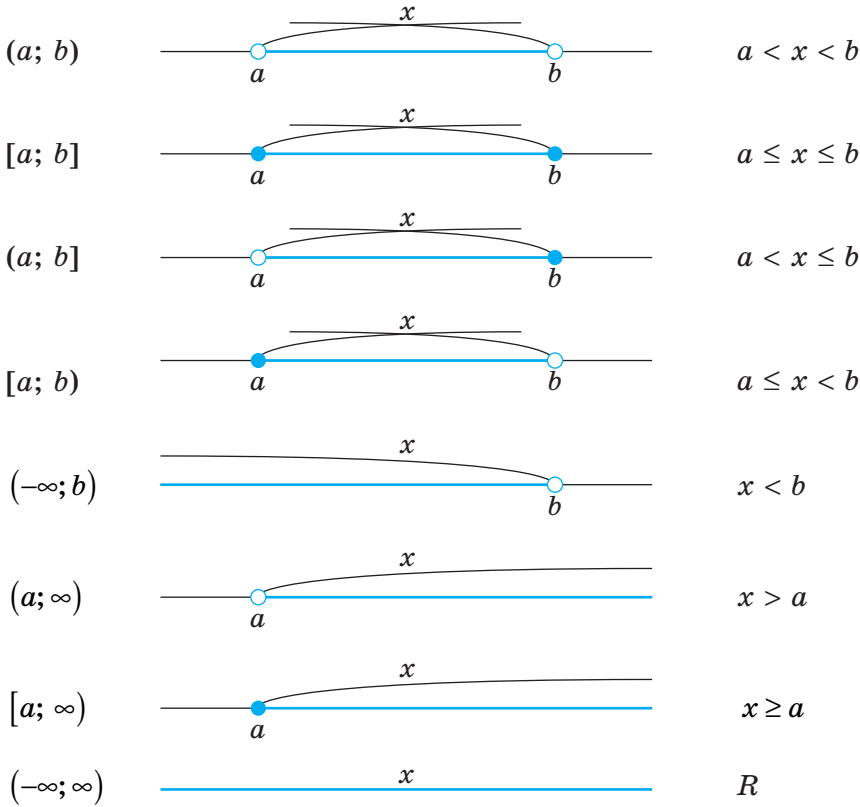 (a; b) x a b a < x < b
[a; b] x a b a ≤ x ≤ b
(a; b] x a b a < x ≤ b
[a; b) x a b a ≤ x < b
(−∞; b) x b x < b
(a; ∞) x a x > a
[a; ∞) x a x ≥ a
(−∞; ∞) x R